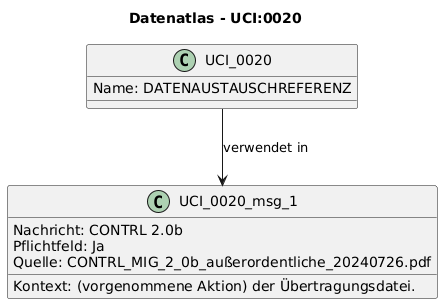 Datenatlas - UCI:0020
C UCI_0020
Name: DATENAUSTAUSCHREFERENZ
verwendet in
C UCI_0020_msg_1
Nachricht: CONTRL 2.0b
Pflichtfeld: Ja
Quelle: CONTRL_MIG_2_0b_außerordentliche_20240726.pdf
Kontext: (vorgenommene Aktion) der Übertragungsdatei.